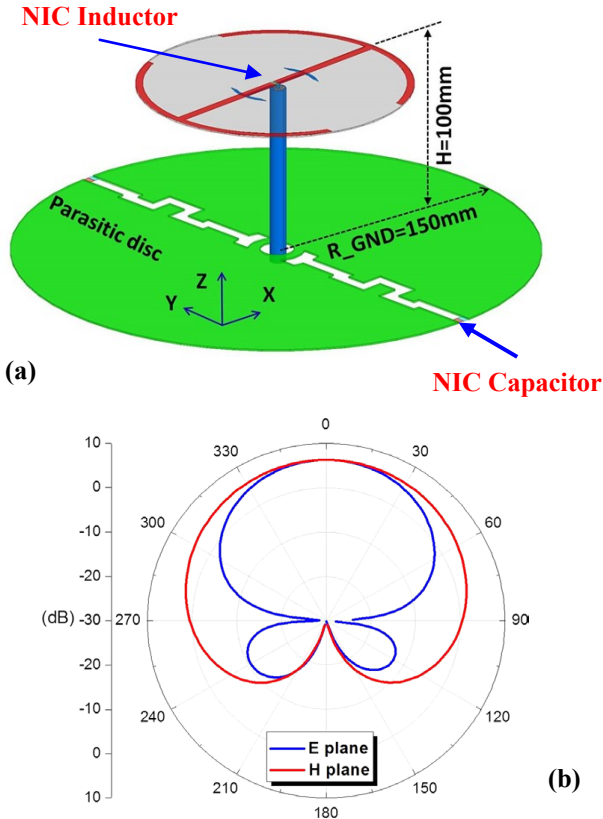 NIC Inductor
H=100mm
Parasitic disc
R_GND=150mm
Z
Y
X
(a)
NIC Capacitor
0
10
330
30
0
300
60
-10
-20
(dB)
-30
270
90
-20
240
120
-10
0
E plane
H plane
210
150
10
180
(b)